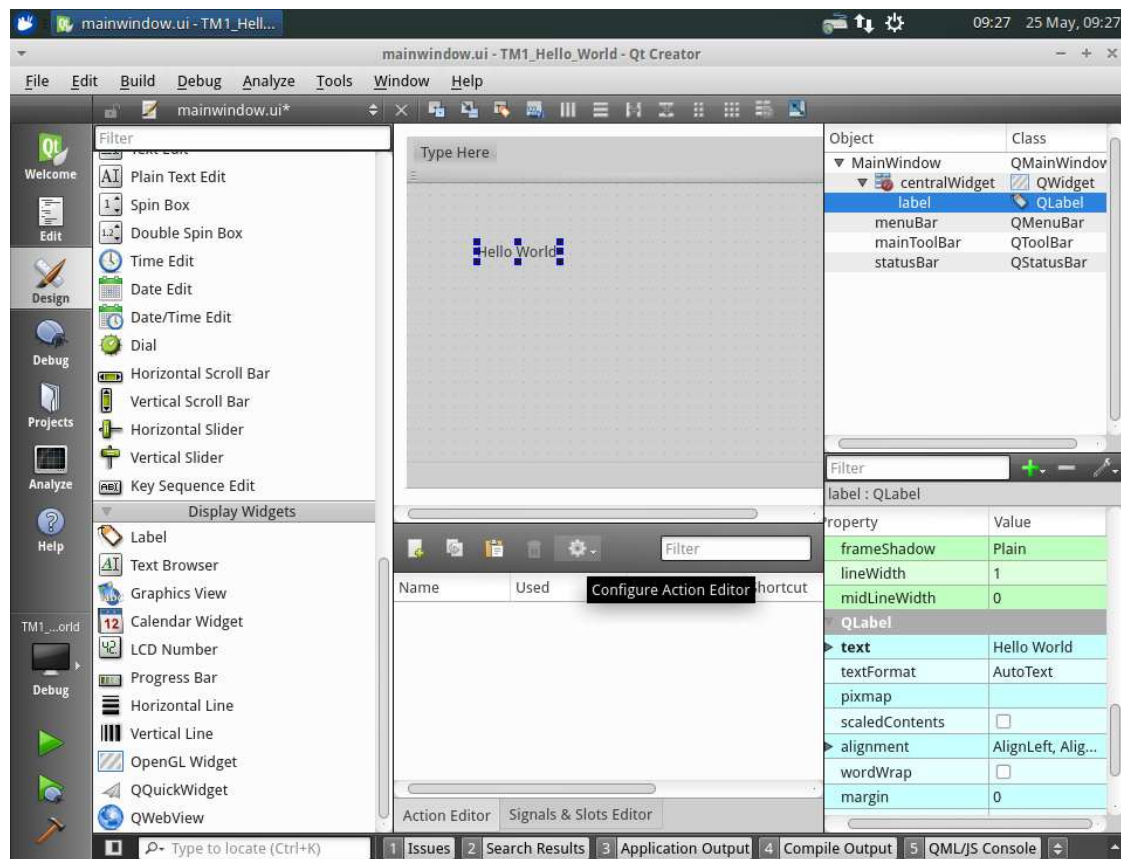 mainwindow.ui - TM1_Hell...
09:27 25 May, 09:27
mainwindow.ui - TM1_Hello_World - Qt Creator
File Edit Build Debug Analyze Tools Window Help
mainwindow.ui*
Welcome
Edit
Design
Debug
Projects
Analyze
Help
TM1_...orld
Debug
Filter
Text Edit
Plain Text Edit
Spin Box
Double Spin Box
Time Edit
Date Edit
Date/Time Edit
Dial
Horizontal Scroll Bar
Vertical Scroll Bar
Horizontal Slider
Vertical Slider
Key Sequence Edit
Display Widgets
Label
Text Browser
Graphics View
Calendar Widget
LCD Number
Progress Bar
Horizontal Line
Vertical Line
OpenGL Widget
QQuickWidget
QWebView
Type Here
Hello World
Filter
Name Used Shortcut
Configure Action Editor
Action Editor Signals & Slots Editor
Object Class
MainWindow QMainWindow
centralWidget QWidget
label QLabel
menuBar QMenuBar
mainToolBar QToolBar
statusBar QStatusBar
Filter
label : QLabel
Property Value
frameShadow Plain
lineWidth 1
midLineWidth 0
QLabel
text Hello World
textFormat AutoText
pixmap
scaledContents
alignment AlignLeft, Alig...
wordWrap
margin 0
Type to locate (Ctrl+K) 1 Issues 2 Search Results 3 Application Output 4 Compile Output 5 QML/JS Console